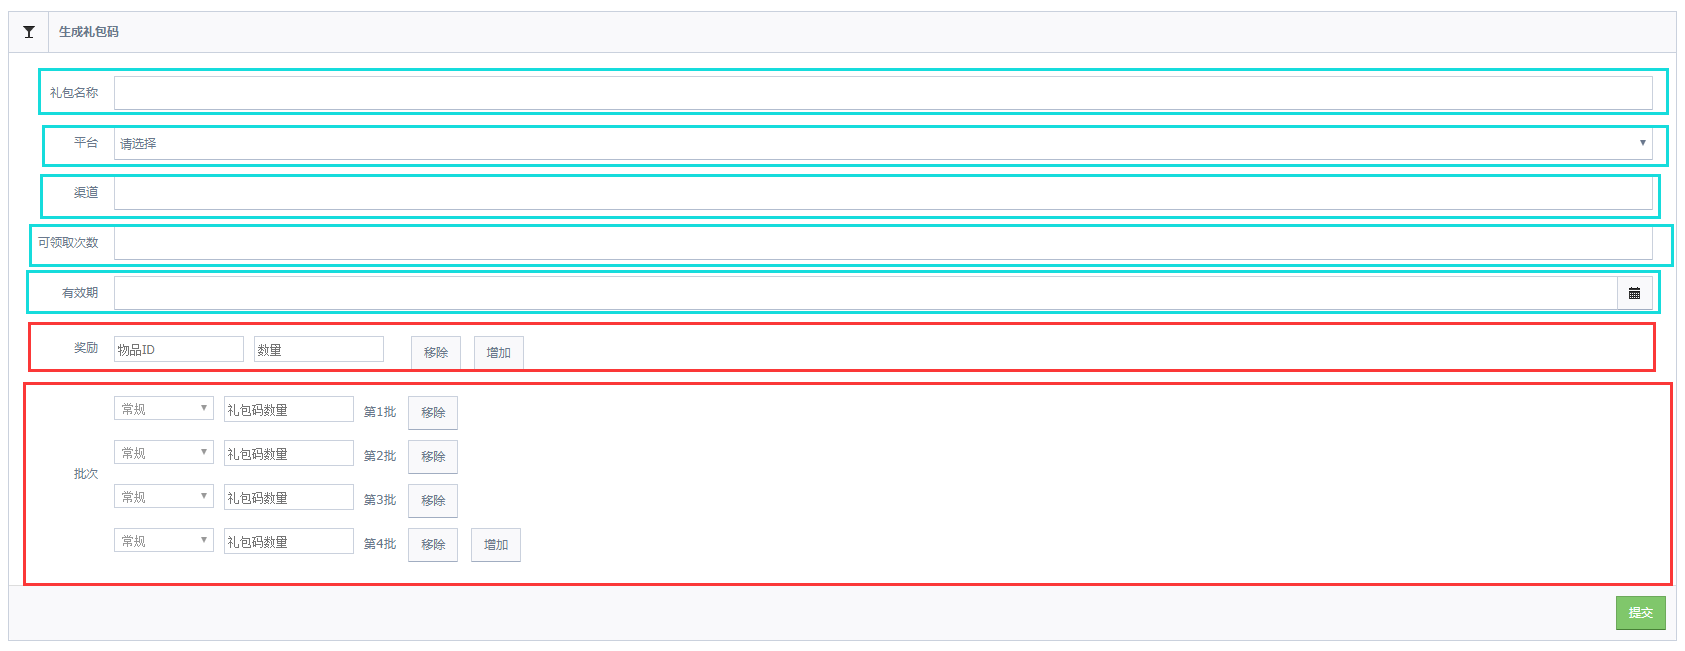 生成礼包码
礼包名称
平台 请选择
渠道
可领取次数
有效期
奖励 物品ID 数量 移除 增加
常规 礼包码数量 第1批 移除
常规 礼包码数量 第2批 移除
批次
常规 礼包码数量 第3批 移除
常规 礼包码数量 第4批 移除 增加
提交